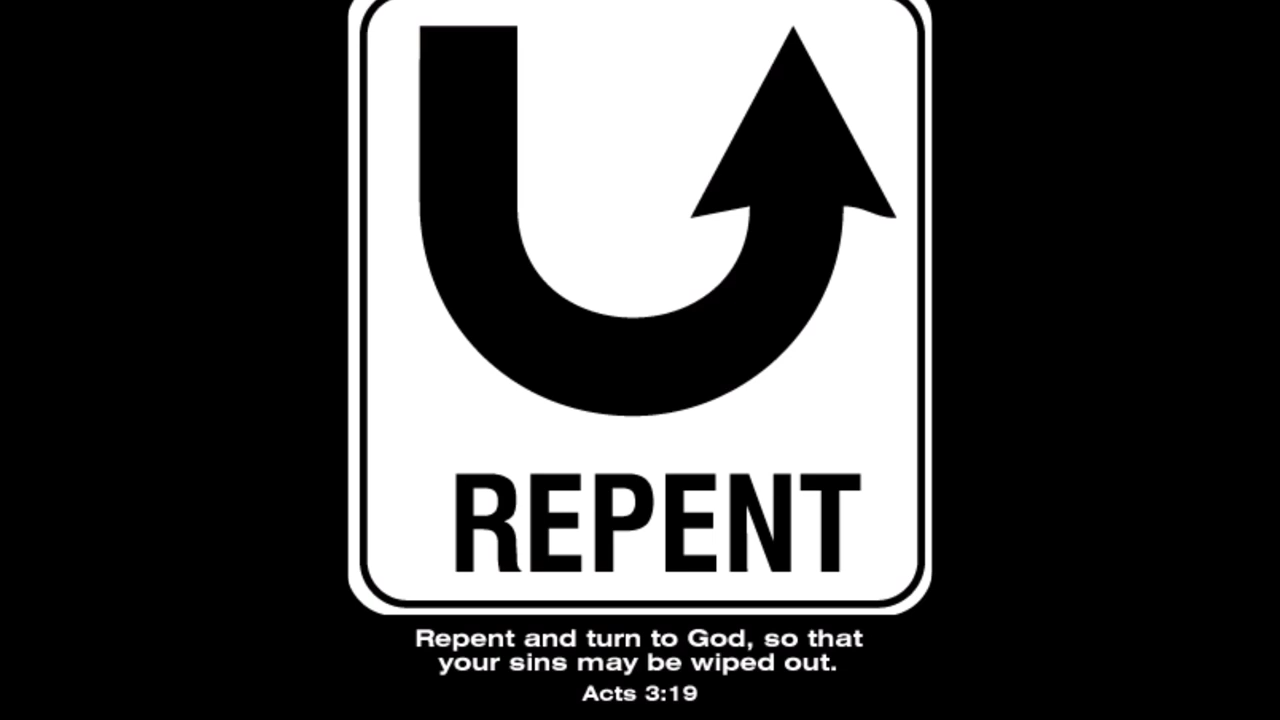 REPENT
Repent and turn to God, so that
your sins may be wiped out.
Acts 3:19